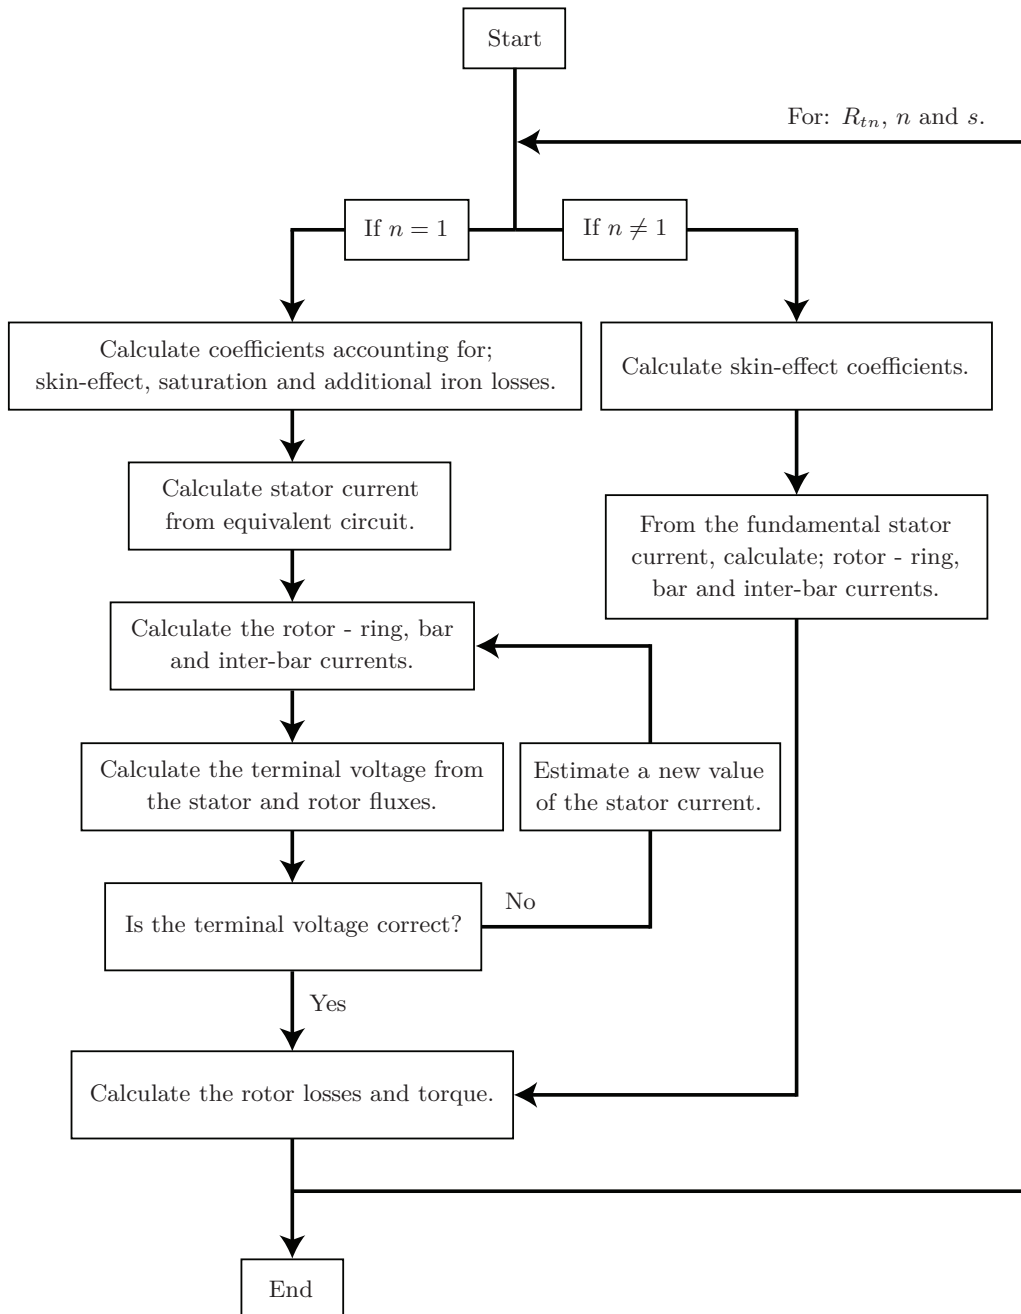 Start
For: $R_{tn}$, $n$ and $s$.
If $n = 1$
If $n \neq 1$
Calculate coefficients accounting for;
skin-effect, saturation and additional iron losses.
Calculate skin-effect coefficients.
Calculate stator current
from equivalent circuit.
From the fundamental stator
current, calculate; rotor - ring,
bar and inter-bar currents.
Calculate the rotor - ring, bar
and inter-bar currents.
Calculate the terminal voltage from
the stator and rotor fluxes.
Estimate a new value
of the stator current.
Is the terminal voltage correct?
No
Yes
Calculate the rotor losses and torque.
End